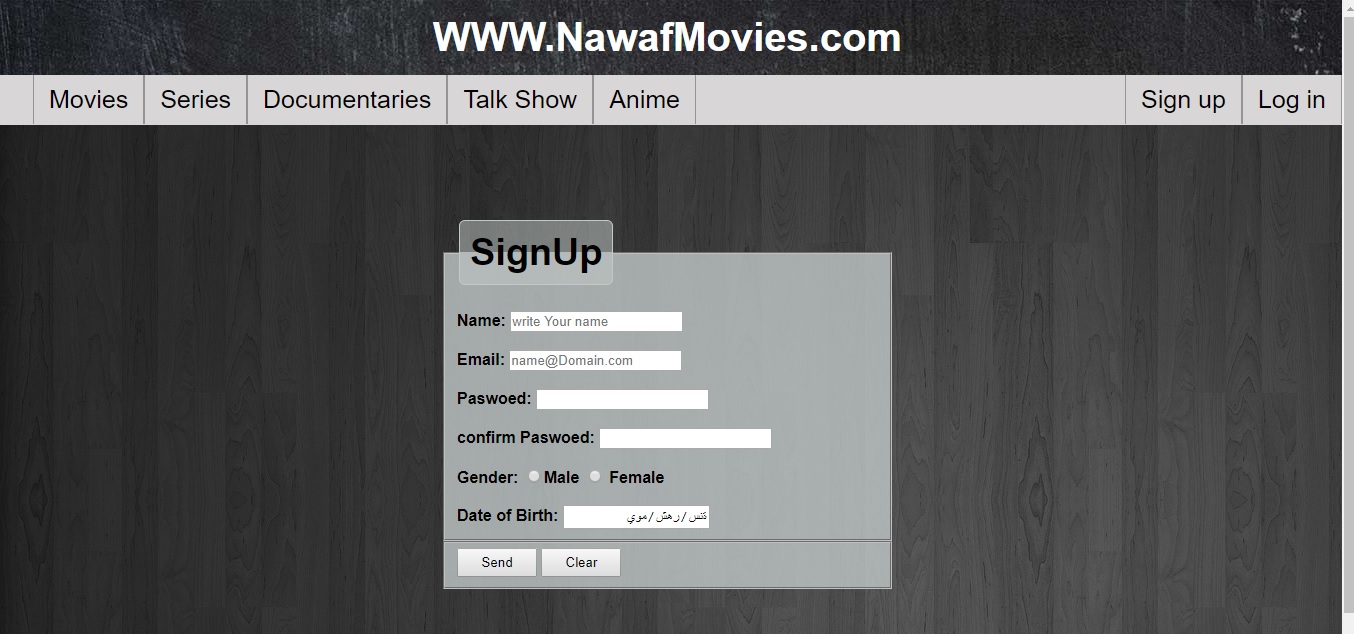 WWW.NawafMovies.com
Movies Series Documentaries Talk Show Anime Sign up Log in
SignUp
Name: write Your name
Email: name@Domain.com
Paswoed:
confirm Paswoed:
Gender: Male Female
Date of Birth: يوم/شهر/سنة
Send Clear